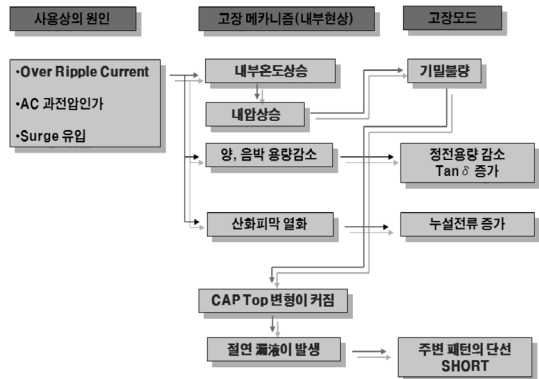 사용상의 원인
고장 메카니즘(내부현상)
고장모드
•Over Ripple Current
•AC 과전압인가
•Surge 유입
내부온도상승
기밀불량
내압상승
양, 음박 용량감소
정전용량 감소
Tan δ 증가
산화피막 열화
누설전류 증가
CAP Top 변형이 커짐
절연 漏液이 발생
주변 패턴의 단선
SHORT